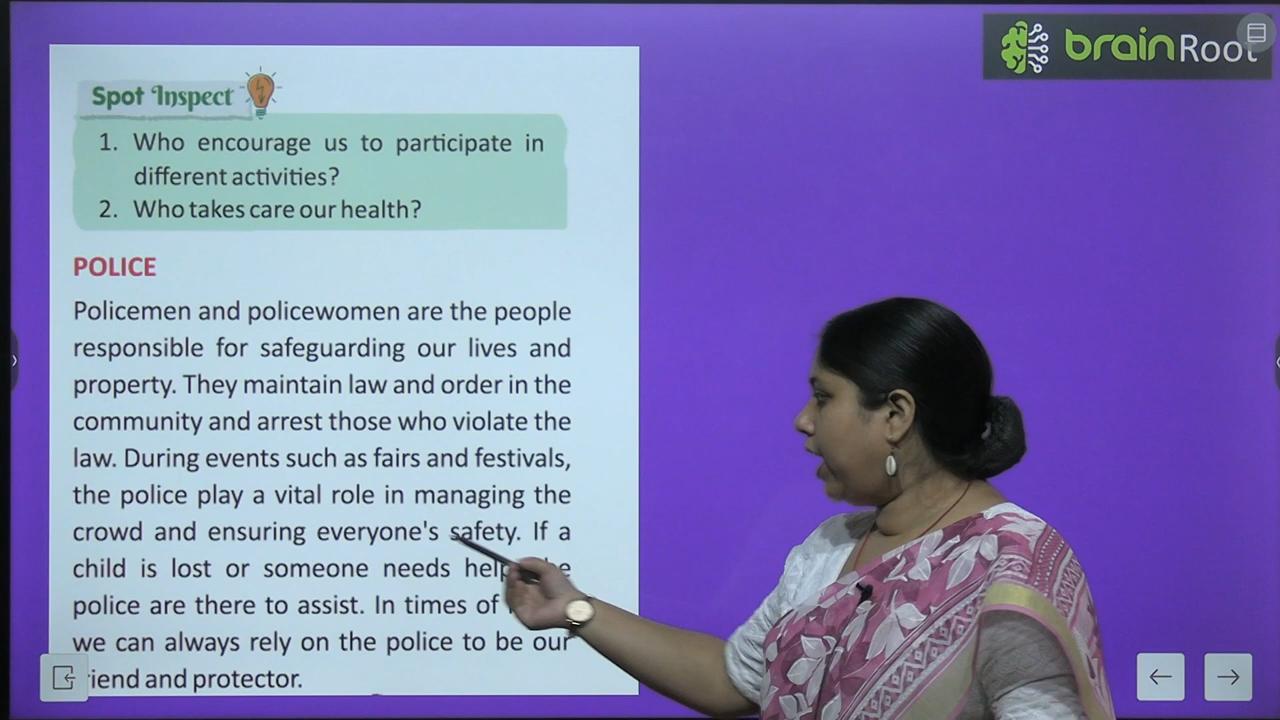 brainRoot
Spot Inspect
1. Who encourage us to participate in
different activities?
2. Who takes care our health?
POLICE
Policemen and policewomen are the people
responsible for safeguarding our lives and
property. They maintain law and order in the
community and arrest those who violate the
law. During events such as fairs and festivals,
the police play a vital role in managing the
crowd and ensuring everyone's safety. If a
child is lost or someone needs help
police are there to assist. In times of
we can always rely on the police to be our
and protector.